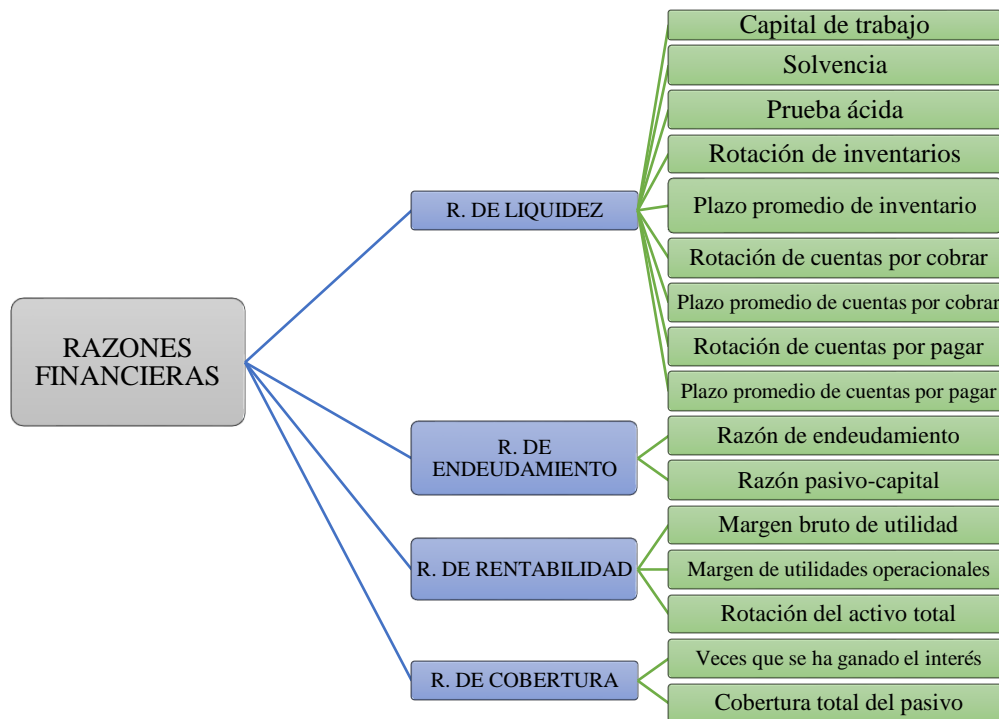 RAZONES
FINANCIERAS
R. DE LIQUIDEZ
Capital de trabajo
Solvencia
Prueba ácida
Rotación de inventarios
Plazo promedio de inventario
Rotación de cuentas por cobrar
Plazo promedio de cuentas por cobrar
Rotación de cuentas por pagar
Plazo promedio de cuentas por pagar
R. DE
ENDEUDAMIENTO
Razón de endeudamiento
Razón pasivo-capital
R. DE RENTABILIDAD
Margen bruto de utilidad
Margen de utilidades operacionales
Rotación del activo total
R. DE COBERTURA
Veces que se ha ganado el interés
Cobertura total del pasivo